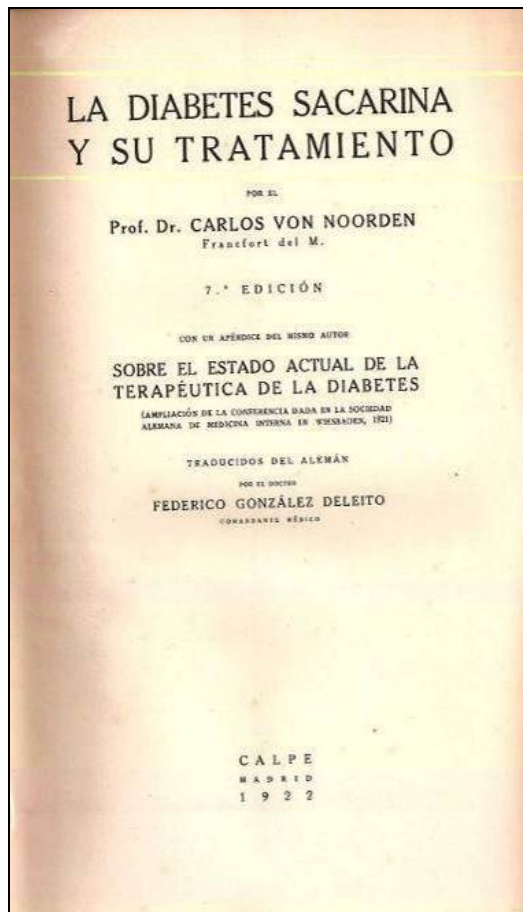 LA DIABETES SACARINA
Y SU TRATAMIENTO
POR EL
Prof. Dr. CARLOS VON NOORDEN
Francfort del M.
7.ª EDICIÓN
CON UN APÉNDICE DEL MISMO AUTOR
SOBRE EL ESTADO ACTUAL DE LA
TERAPÉUTICA DE LA DIABETES
(AMPLIACIÓN DE LA CONFERENCIA DADA EN LA SOCIEDAD
ALEMANA DE MEDICINA INTERNA EN WIESBADEN, 1921)
TRADUCIDOS DEL ALEMÁN
POR EL DOCTOR
FEDERICO GONZÁLEZ DELEITO
COMANDANTE MÉDICO
CALPE
MADRID
1922